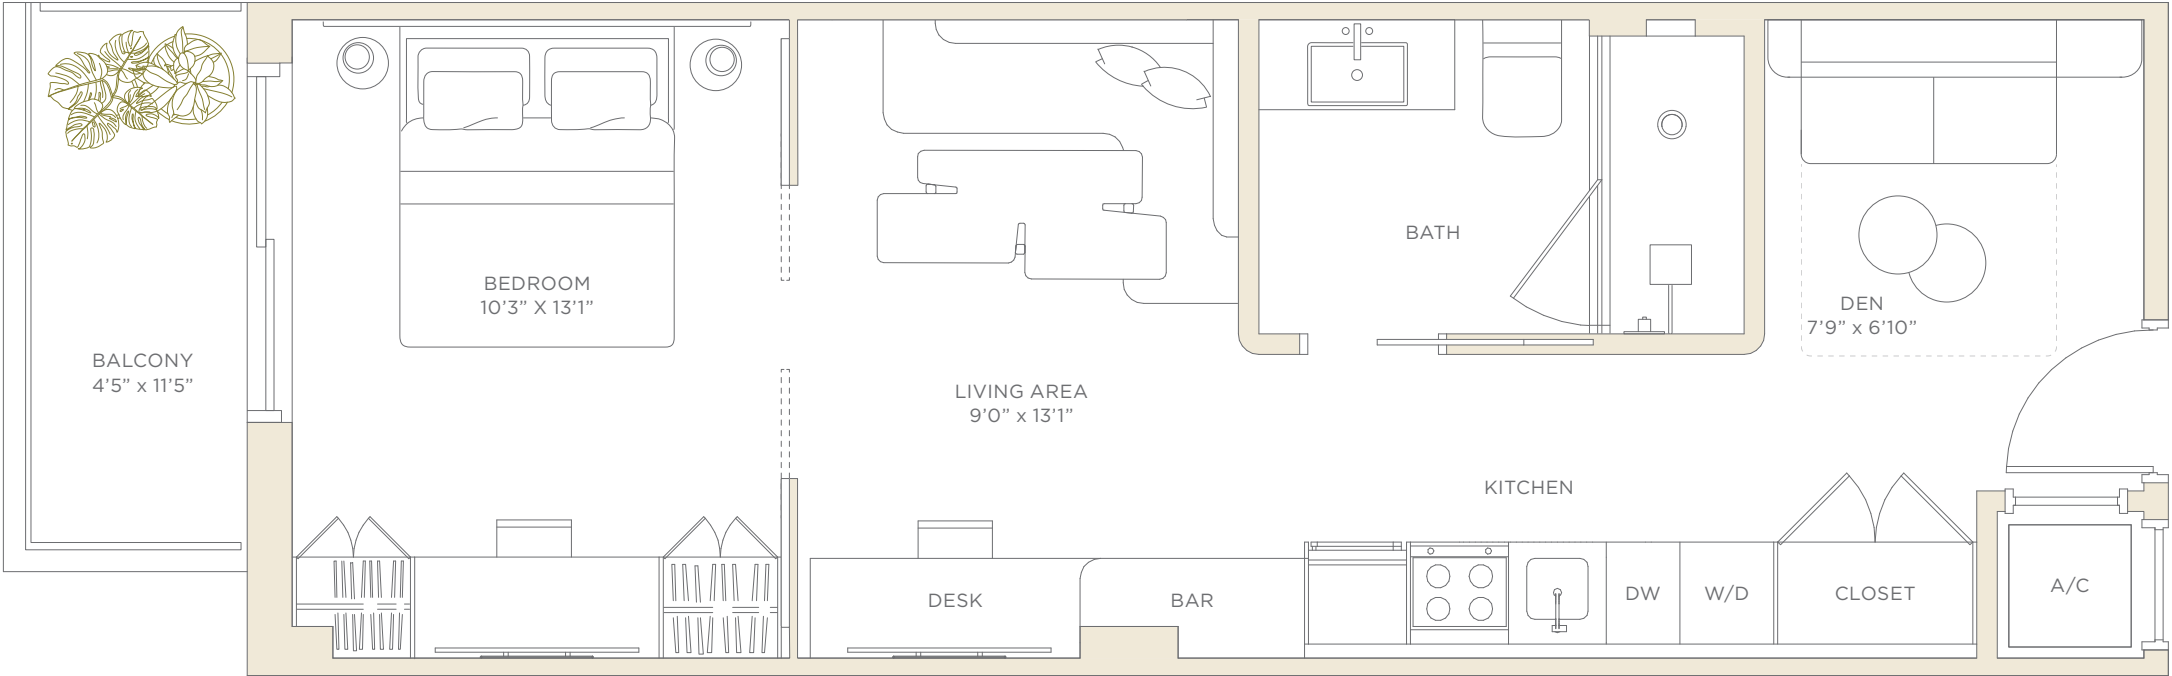 BALCONY
4’5” x 11’5”
BEDROOM
10’3” X 13’1”
LIVING AREA
9’0” x 13’1”
DESK
BAR
BATH
KITCHEN
DW
W/D
CLOSET
DEN
7’9” x 6’10”
A/C